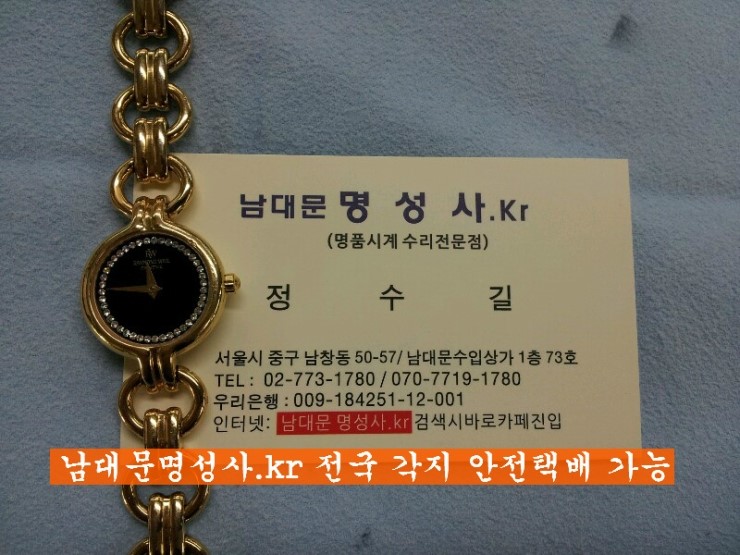 남대문 명성사.Kr
(명품시계 수리전문점)
정 수 길
서울시 중구 남창동 50-57/ 남대문수입상가 1층 73호
TEL : 02-773-1780 / 070-7719-1780
우리은행 : 009-184251-12-001
인터넷: 남대문 명성사.kr 검색시바로카페진입
남대문명성사.kr 전국 각지 안전택배 가능